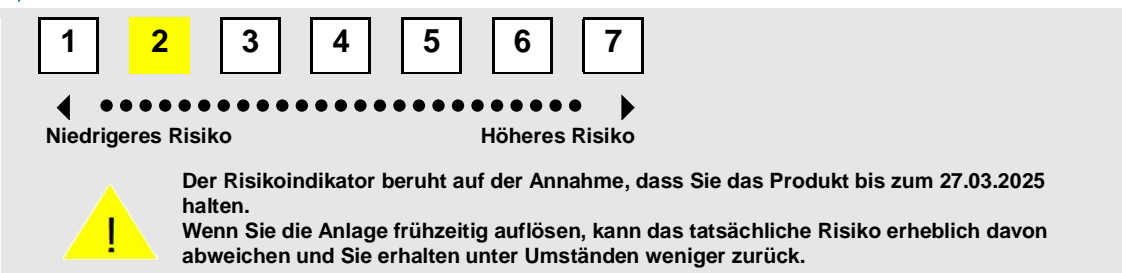 1 2 3 4 5 6 7
Niedrigeres Risiko Höheres Risiko
Der Risikoindikator beruht auf der Annahme, dass Sie das Produkt bis zum 27.03.2025
halten.
! Wenn Sie die Anlage frühzeitig auflösen, kann das tatsächliche Risiko erheblich davon
abweichen und Sie erhalten unter Umständen weniger zurück.